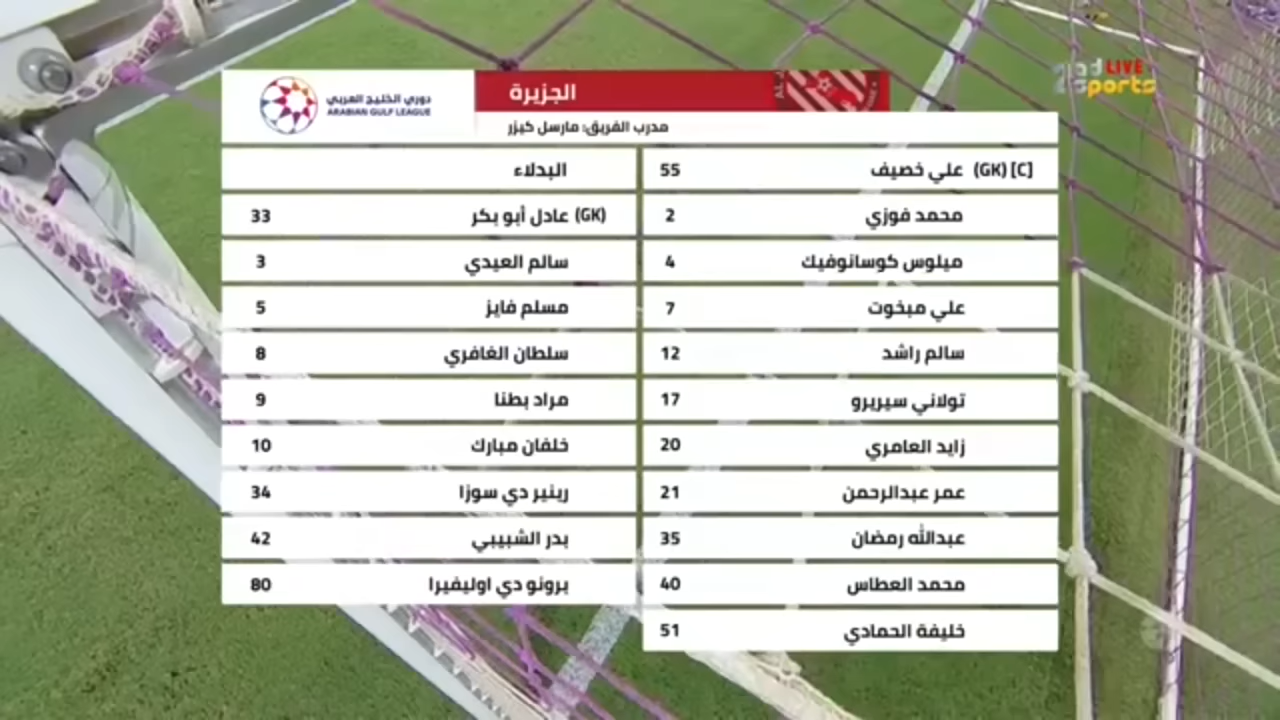 الجزيرة
دوري الخليج العربي
ARABIAN GULF LEAGUE
LIVE
sports
مدرب الفريق: مارسل كيزر
[C] (GK) علي خصيف 55
محمد فوزي 2
ميلوس كوسانوفيك 4
علي مبخوت 7
سالم راشد 12
تولاني سيريرو 17
زايد العامري 20
عمر عبدالرحمن 21
عبدالله رمضان 35
محمد العطاس 40
خليفة الحمادي 51
البدلاء
(GK) عادل أبو بكر 33
سالم العيدي 3
مسلم فايز 5
سلطان الغافري 8
مراد بطنا 9
خلفان مبارك 10
رينير دي سوزا 34
بدر الشبيبي 42
برونو دي اوليفيرا 80